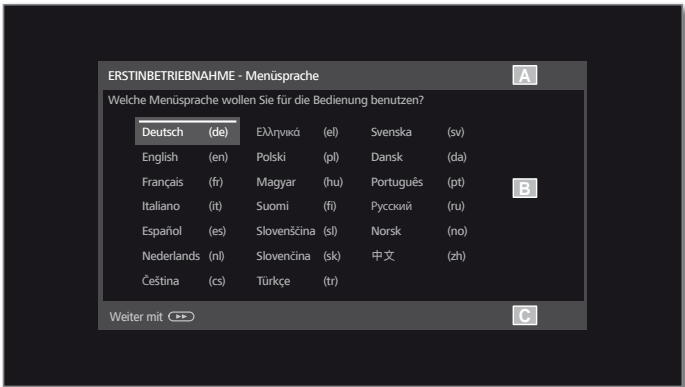 ERSTINBETRIEBNAHME - Menüsprache A
Welche Menüsprache wollen Sie für die Bedienung benutzen?
Deutsch (de) Ελληνικά (el) Svenska (sv)
English (en) Polski (pl) Dansk (da)
Français (fr) Magyar (hu) Português (pt)
B
Italiano (it) Suomi (fi) Русский (ru)
Español (es) Slovenščina (sl) Norsk (no)
Nederlands (nl) Slovenčina (sk) 中文 (zh)
Čeština (cs) Türkçe (tr)
Weiter mit C